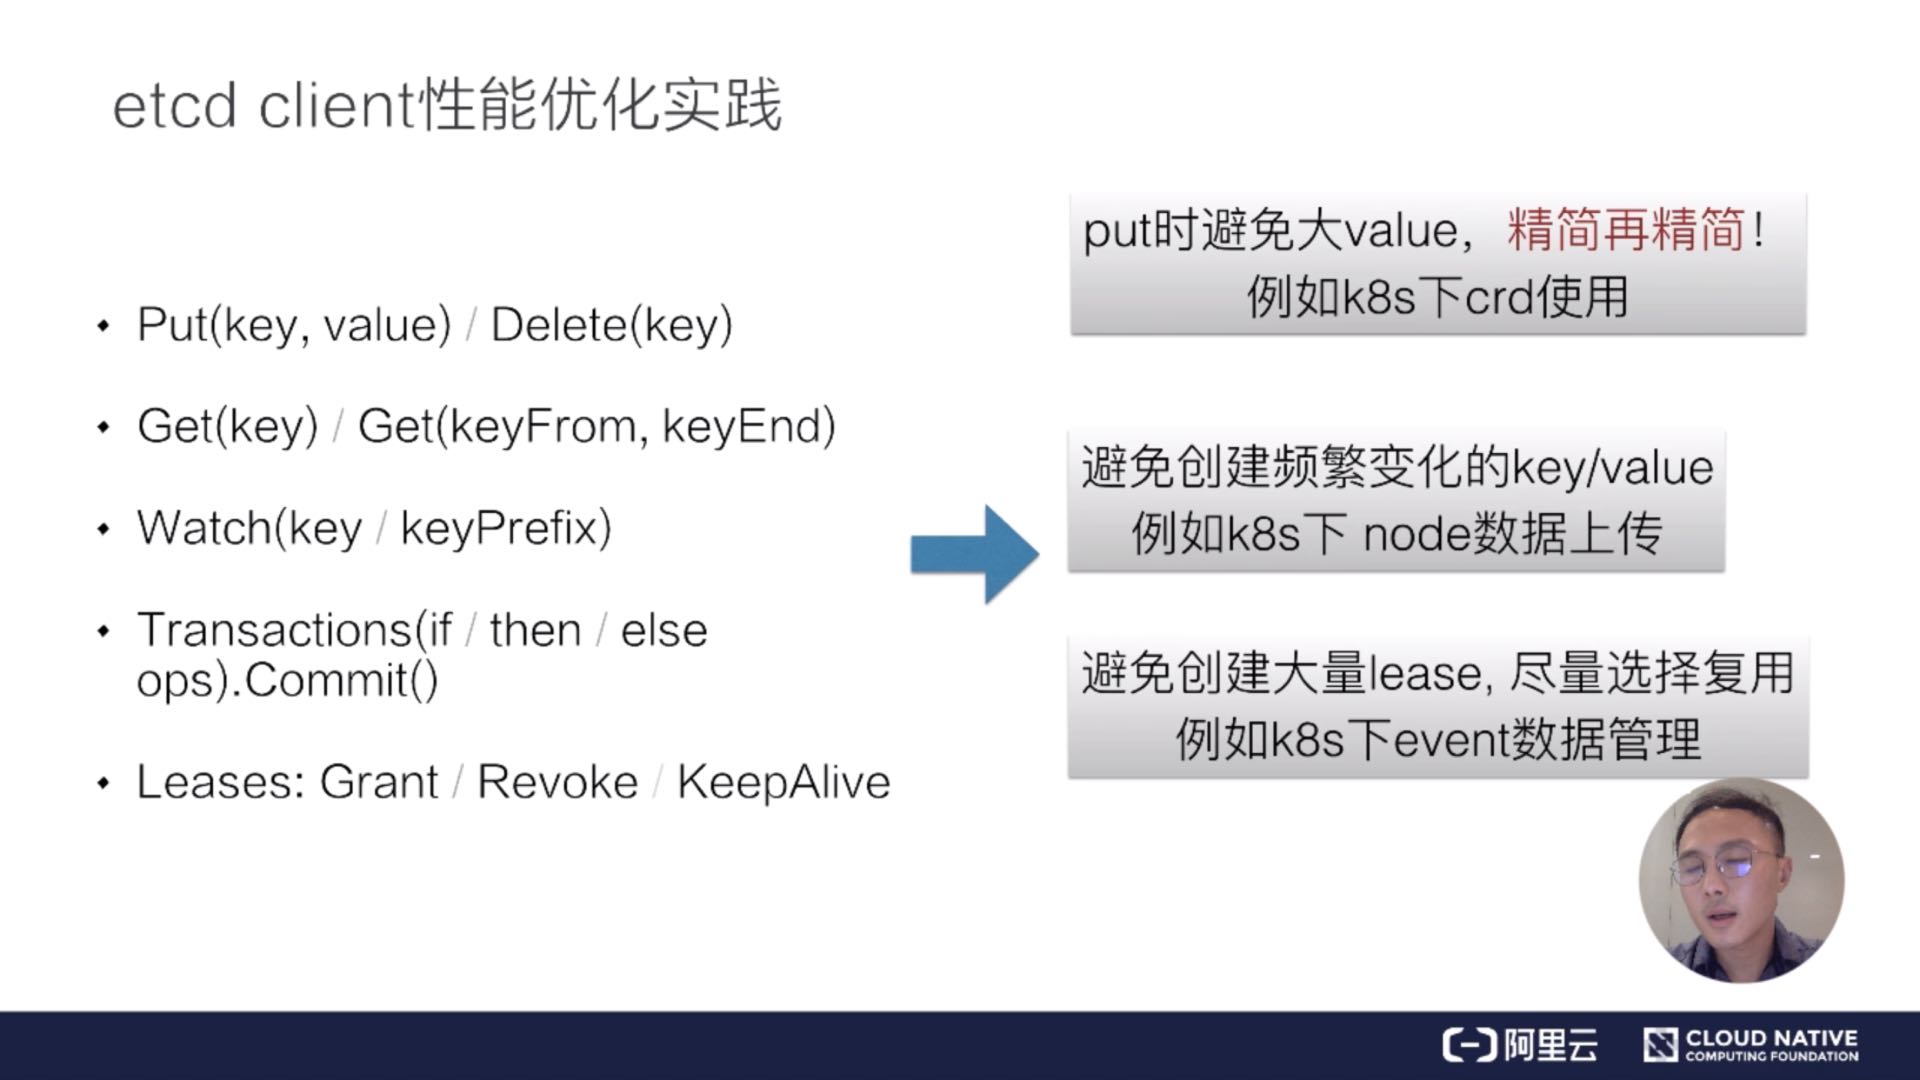 etcd client性能优化实践
• Put(key, value) / Delete(key)
• Get(key) / Get(keyFrom, keyEnd)
• Watch(key / keyPrefix)
• Transactions(if / then / else
ops).Commit()
• Leases: Grant / Revoke / KeepAlive
put时避免大value，精简再精简！
例如k8s下crd使用
避免创建频繁变化的key/value
例如k8s下 node数据上传
避免创建大量lease, 尽量选择复用
例如k8s下event数据管理
阿里云
CLOUD NATIVE
COMPUTING FOUNDATION